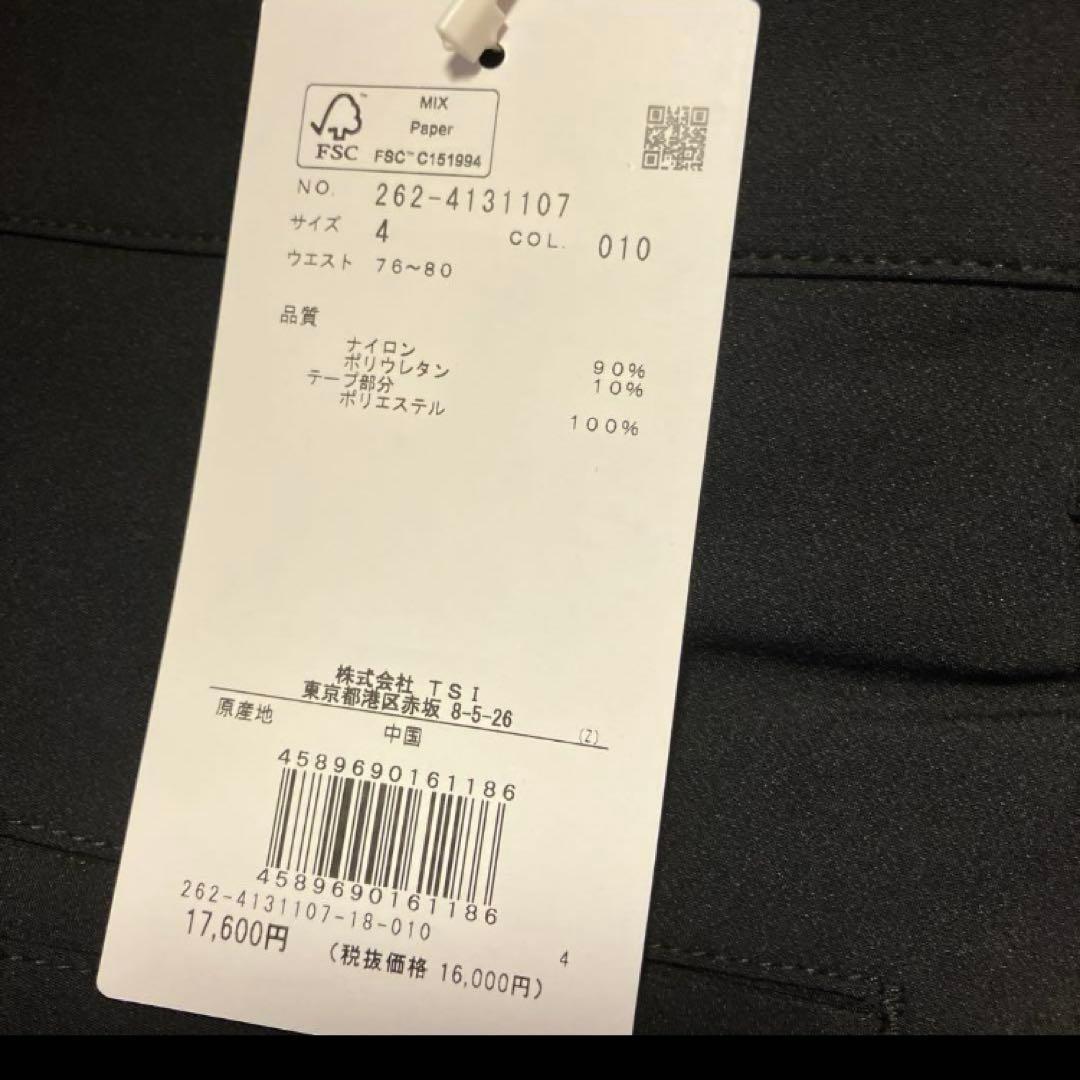 MIX
Paper
FSC™ C151994
FSC
NO. 262-4131107
サイズ 4 COL. 010
ウエスト 76~80
品質
ナイロン 90%
ポリウレタン 10%
テープ部分
ポリエステル 100%
株式会社 TSI
東京都港区赤坂 8-5-26
(Z)
原産地 中国
4589690161186
4589690161186
262-4131107-18-010
17,600円 (税抜価格 16,000円)
4